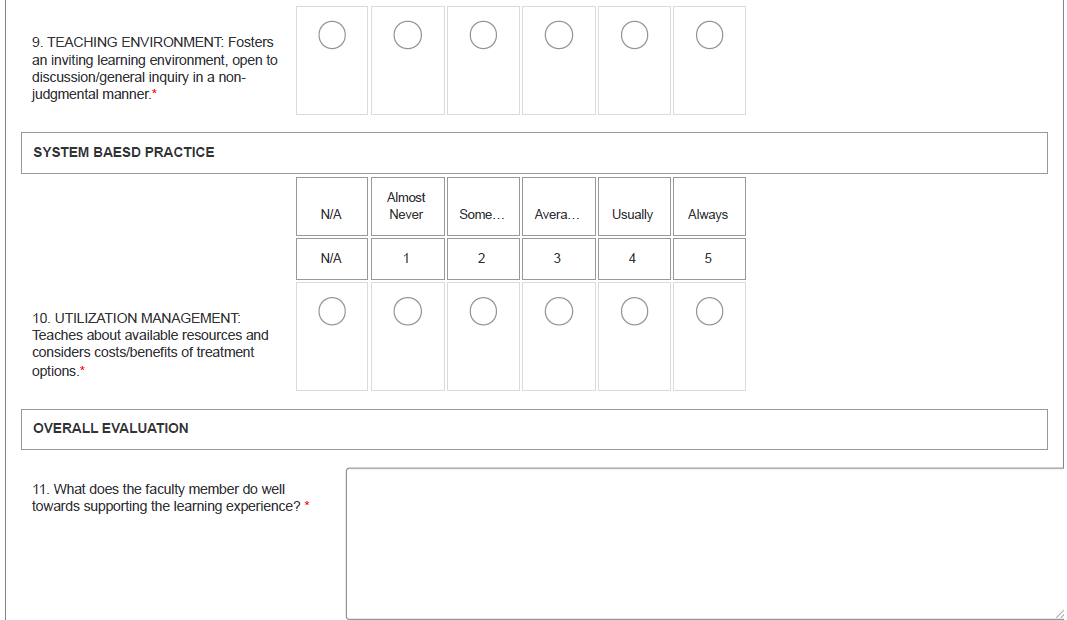 9. TEACHING ENVIRONMENT: Fosters
an inviting learning environment, open to
discussion/general inquiry in a non-
judgmental manner.*
SYSTEM BAESD PRACTICE
N/A Almost Never Some... Avera... Usually Always
N/A 1 2 3 4 5
10. UTILIZATION MANAGEMENT:
Teaches about available resources and
considers costs/benefits of treatment
options.*
OVERALL EVALUATION
11. What does the faculty member do well
towards supporting the learning experience? *